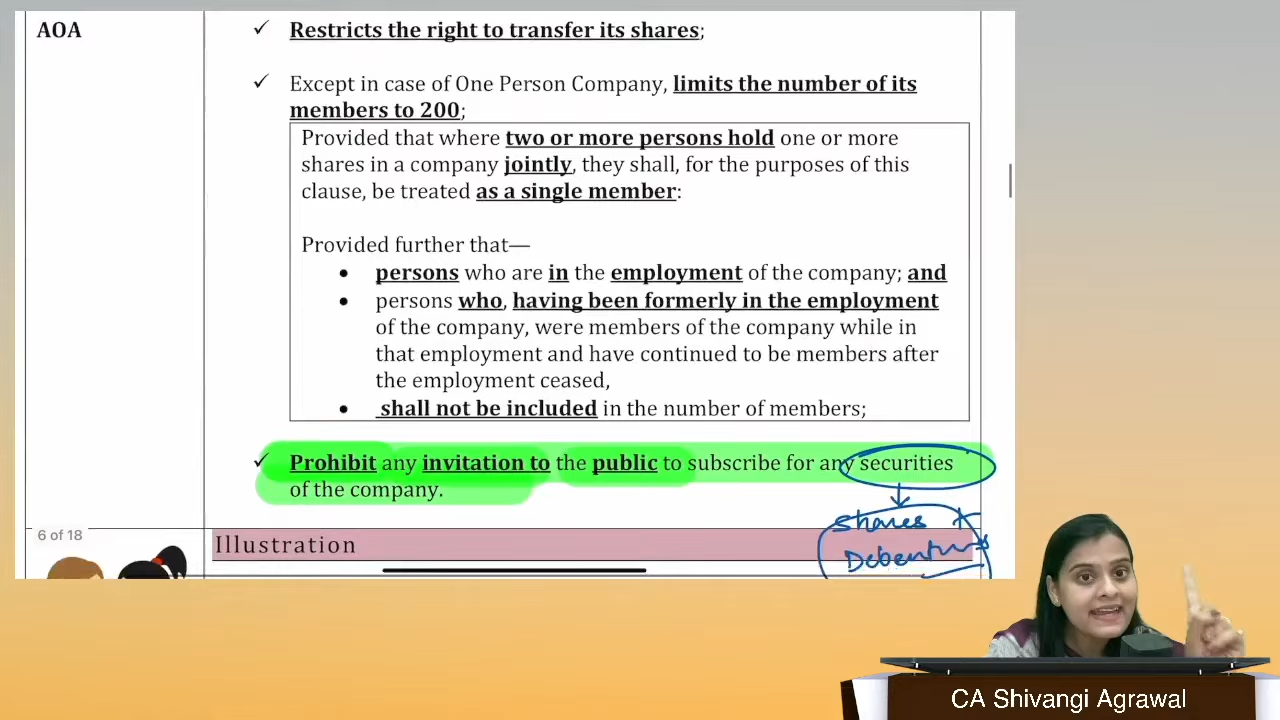 AOA
✓ Restricts the right to transfer its shares;
✓ Except in case of One Person Company, limits the number of its
members to 200;
Provided that where two or more persons hold one or more
shares in a company jointly, they shall, for the purposes of this
clause, be treated as a single member:
Provided further that—
• persons who are in the employment of the company; and
• persons who, having been formerly in the employment
of the company, were members of the company while in
that employment and have continued to be members after
the employment ceased,
• shall not be included in the number of members;
✓ Prohibit any invitation to the public to subscribe for any securities
of the company.
Shares
Debenture
6 of 18
Illustration
CA Shivangi Agrawal